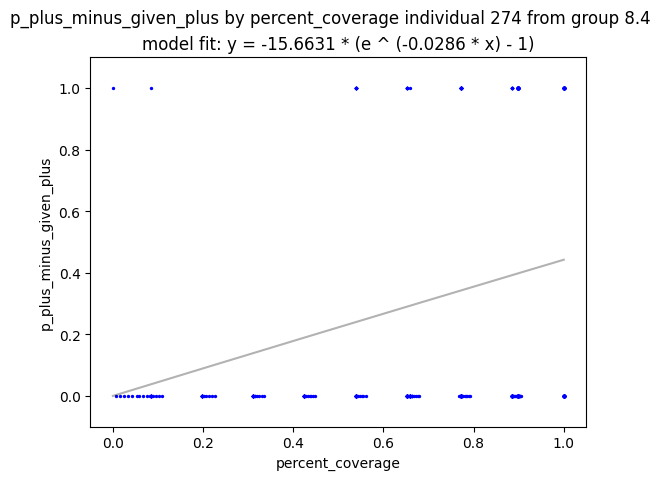 p_plus_minus_given_plus by percent_coverage individual 274 from group 8.4
model fit: y = -15.6631 * (e ^ (-0.0286 * x) - 1)
p_plus_minus_given_plus
1.0
0.8
0.6
0.4
0.2
0.0
0.0 0.2 0.4 0.6 0.8 1.0
percent_coverage